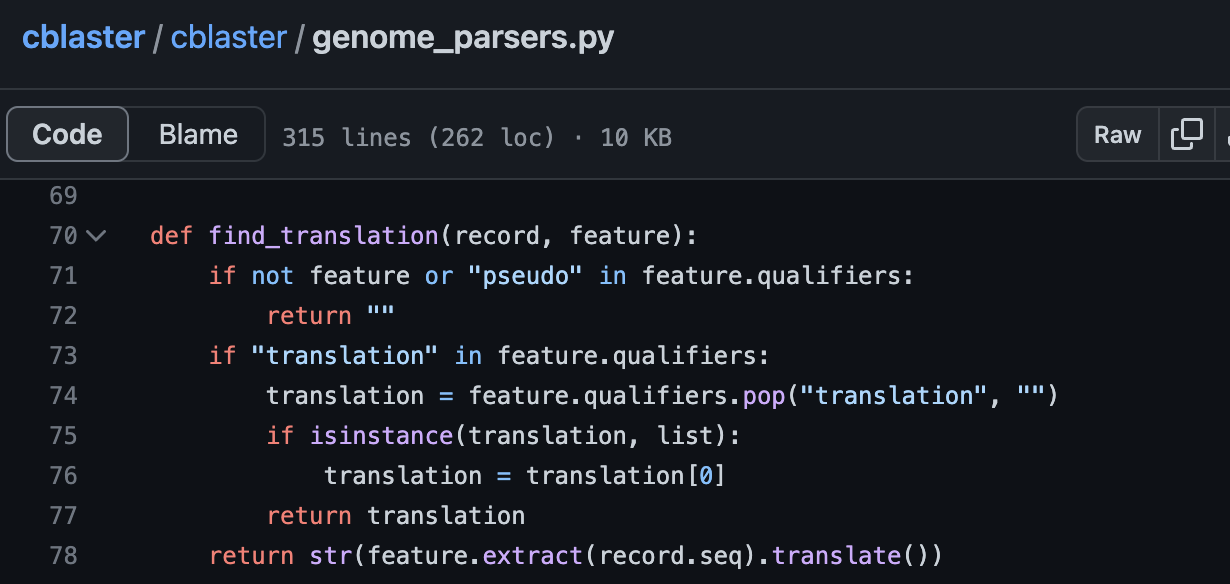 cblaster / cblaster / genome_parsers.py
Code Blame 315 lines (262 loc) · 10 KB Raw
69
70 def find_translation(record, feature):
71 if not feature or "pseudo" in feature.qualifiers:
72 return ""
73 if "translation" in feature.qualifiers:
74 translation = feature.qualifiers.pop("translation", "")
75 if isinstance(translation, list):
76 translation = translation[0]
77 return translation
78 return str(feature.extract(record.seq).translate())